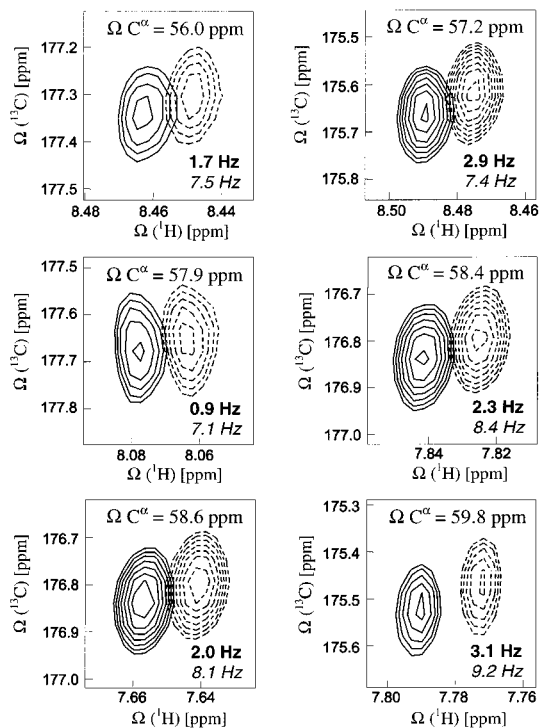 Ω C^α = 56.0 ppm
Ω (¹³C) [ppm]
177.2
177.3
177.4
177.5
1.7 Hz
7.5 Hz
8.48 8.46 8.44
Ω (¹H) [ppm]
Ω C^α = 57.2 ppm
Ω (¹³C) [ppm]
175.4
175.6
175.7
175.8
2.9 Hz
7.4 Hz
8.50 8.48 8.46
Ω (¹H) [ppm]
Ω C^α = 57.9 ppm
Ω (¹³C) [ppm]
177.5
177.6
177.7
177.8
0.9 Hz
7.1 Hz
8.08 8.06
Ω (¹H) [ppm]
Ω C^α = 58.4 ppm
Ω (¹³C) [ppm]
176.7
176.8
176.9
177.0
2.3 Hz
8.4 Hz
7.84 7.82
Ω (¹H) [ppm]
Ω C^α = 58.6 ppm
Ω (¹³C) [ppm]
176.7
176.8
176.9
177.0
2.0 Hz
8.1 Hz
7.66 7.64
Ω (¹H) [ppm]
Ω C^α = 59.8 ppm
Ω (¹³C) [ppm]
175.3
175.4
175.5
175.6
3.1 Hz
9.2 Hz
7.80 7.78 7.76
Ω (¹H) [ppm]